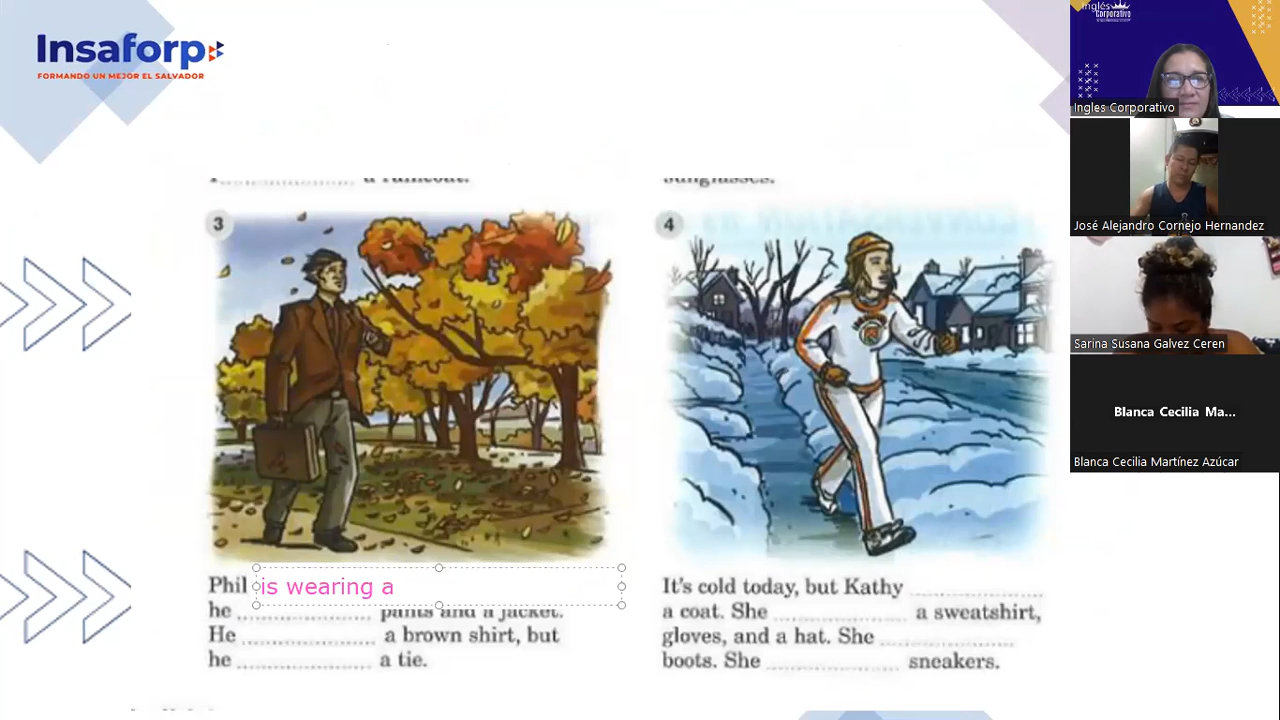 Insaforp
FORMANDO UN MEJOR EL SALVADOR
a raincoat.
sunglasses.
3
4
Phil is wearing a
he ............ pants and a jacket.
He ............ a brown shirt, but
he ............ a tie.
It's cold today, but Kathy ............
a coat. She ............ a sweatshirt,
gloves, and a hat. She ............
boots. She ............ sneakers.
Inglés
Corporativo
Ingles Corporativo
José Alejandro Cornejo Hernandez
Sarina Susana Galvez Ceren
Blanca Cecilia Ma...
Blanca Cecilia Martínez Azúcar